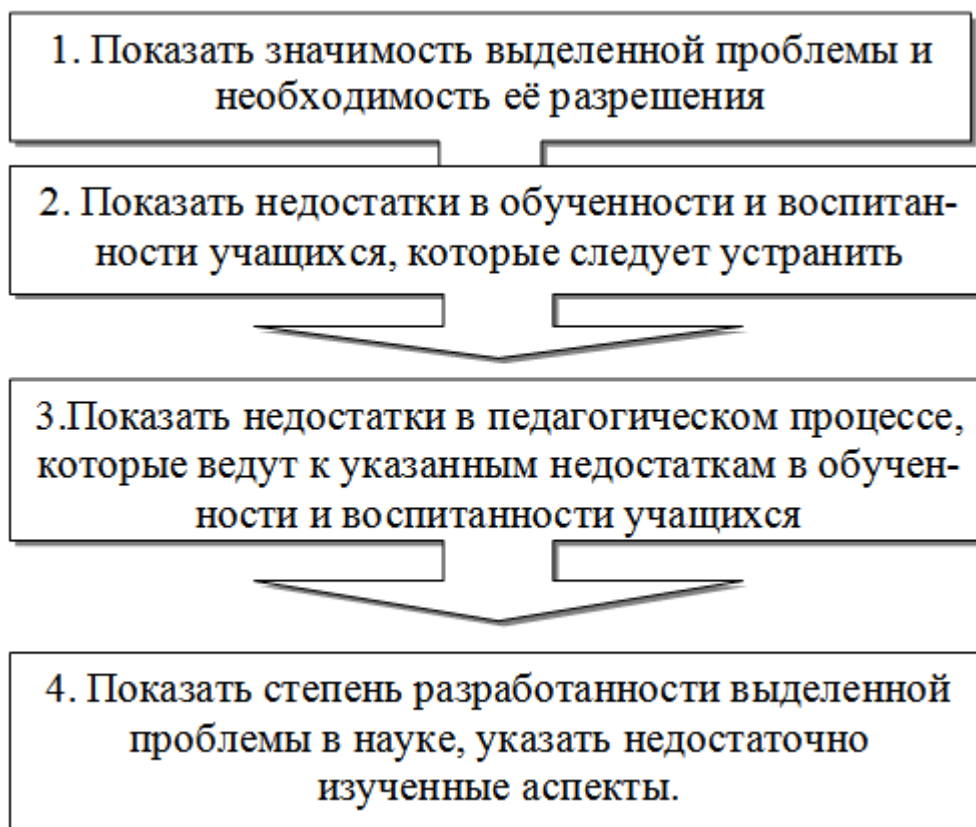 1. Показать значимость выделенной проблемы и
необходимость её разрешения
2. Показать недостатки в обученности и воспитан-
ности учащихся, которые следует устранить
3.Показать недостатки в педагогическом процессе,
которые ведут к указанным недостаткам в обучен-
ности и воспитанности учащихся
4. Показать степень разработанности выделенной
проблемы в науке, указать недостаточно
изученные аспекты.